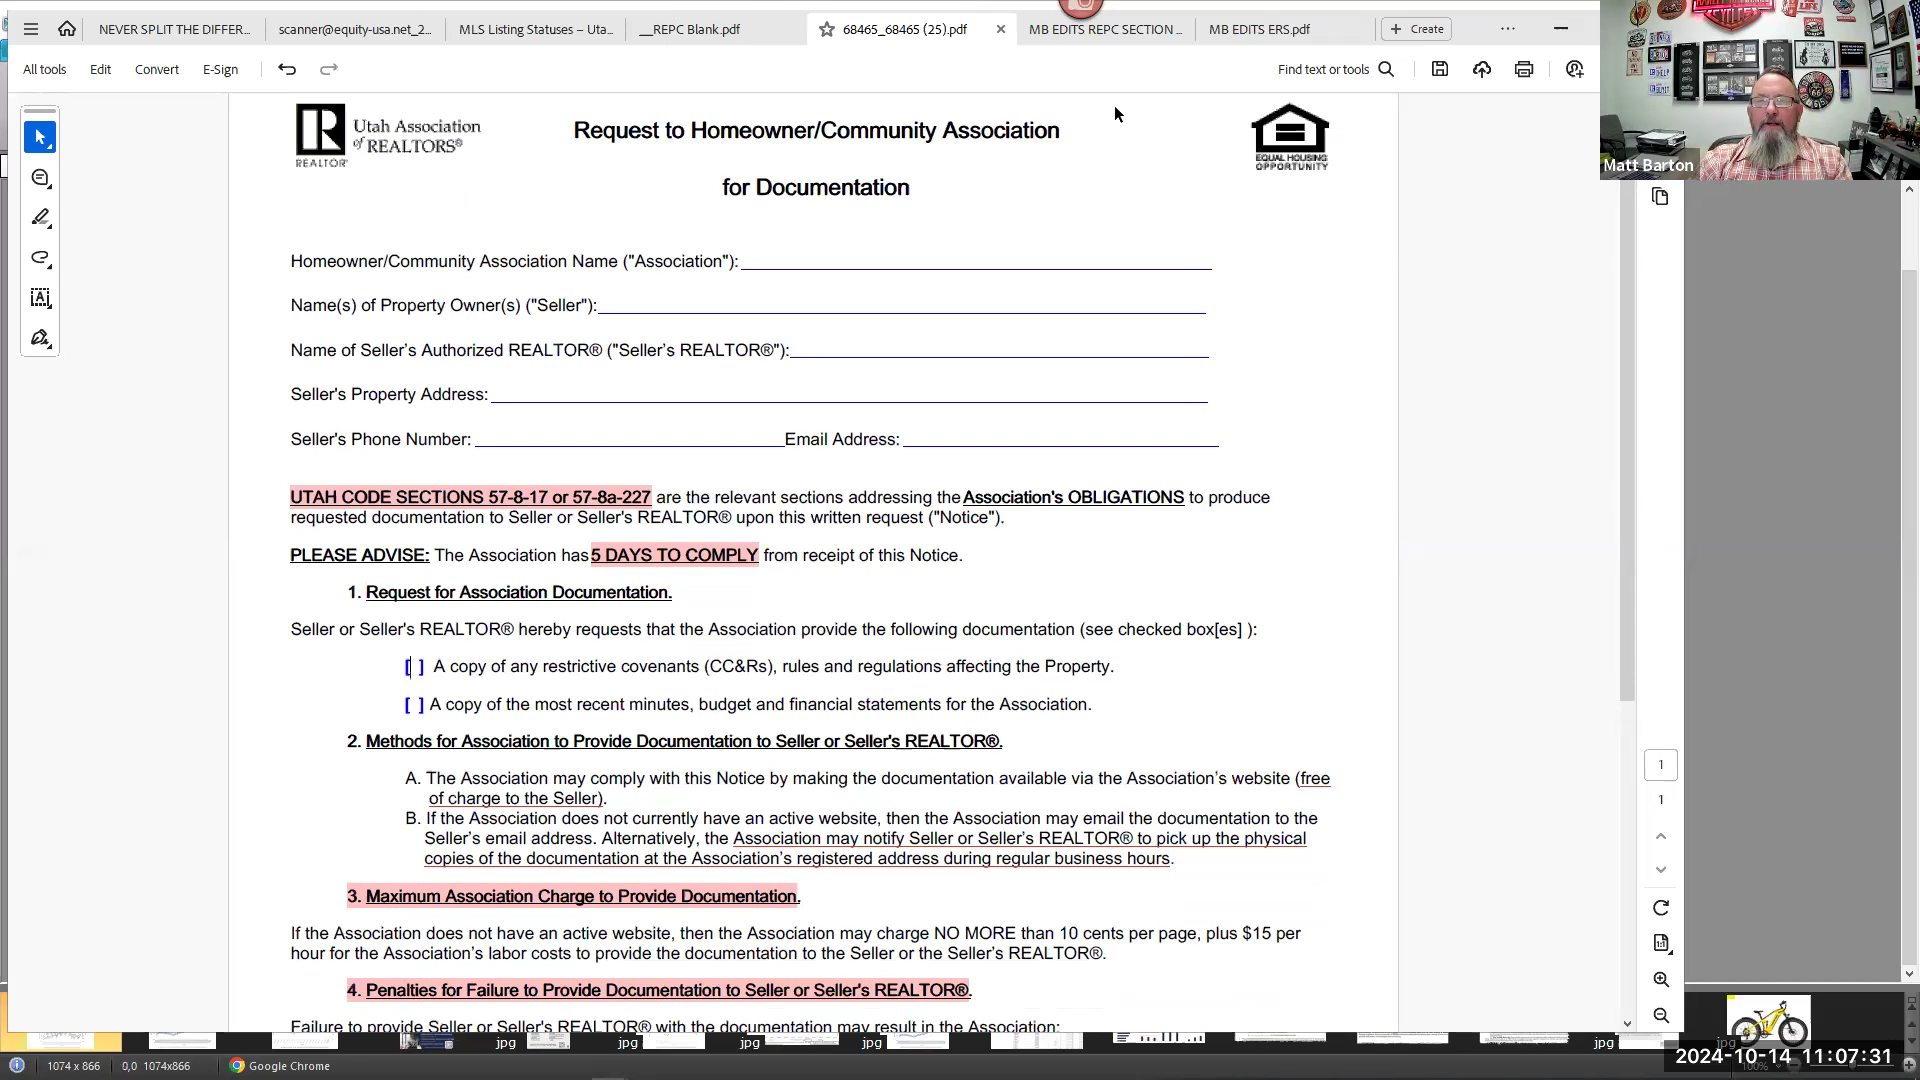 NEVER SPLIT THE DIFFER...
scanner@equity-usa.net_2...
MLS Listing Statuses – Uta...
__REPC Blank.pdf
68465_68465 (25).pdf
MB EDITS REPC SECTION ...
MB EDITS ERS.pdf
Create
All tools
Edit
Convert
E-Sign
Find text or tools
Matt Barton
Utah Association
of REALTORS®
REALTOR®
Request to Homeowner/Community Association
for Documentation
EQUAL HOUSING
OPPORTUNITY
Homeowner/Community Association Name ("Association"):
Name(s) of Property Owner(s) ("Seller"):
Name of Seller's Authorized REALTOR® ("Seller's REALTOR®"):
Seller's Property Address:
Seller's Phone Number: Email Address:
UTAH CODE SECTIONS 57-8-17 or 57-8a-227 are the relevant sections addressing the Association's OBLIGATIONS to produce
requested documentation to Seller or Seller's REALTOR® upon this written request ("Notice").
PLEASE ADVISE: The Association has 5 DAYS TO COMPLY from receipt of this Notice.
1. Request for Association Documentation.
Seller or Seller's REALTOR® hereby requests that the Association provide the following documentation (see checked box[es] ):
[ ] A copy of any restrictive covenants (CC&Rs), rules and regulations affecting the Property.
[ ] A copy of the most recent minutes, budget and financial statements for the Association.
2. Methods for Association to Provide Documentation to Seller or Seller's REALTOR®.
A. The Association may comply with this Notice by making the documentation available via the Association's website (free
of charge to the Seller).
B. If the Association does not currently have an active website, then the Association may email the documentation to the
Seller's email address. Alternatively, the Association may notify Seller or Seller's REALTOR® to pick up the physical
copies of the documentation at the Association's registered address during regular business hours.
3. Maximum Association Charge to Provide Documentation.
If the Association does not have an active website, then the Association may charge NO MORE than 10 cents per page, plus $15 per
hour for the Association's labor costs to provide the documentation to the Seller or the Seller's REALTOR®.
4. Penalties for Failure to Provide Documentation to Seller or Seller's REALTOR®.
Failure to provide Seller or Seller's REALTOR® with the documentation may result in the Association:
1
1
jpg
jpg
jpg
jpg
jpg
jpg
1074 x 866
0,0 1074x866
Google Chrome
100%
2024-10-14 11:07:31